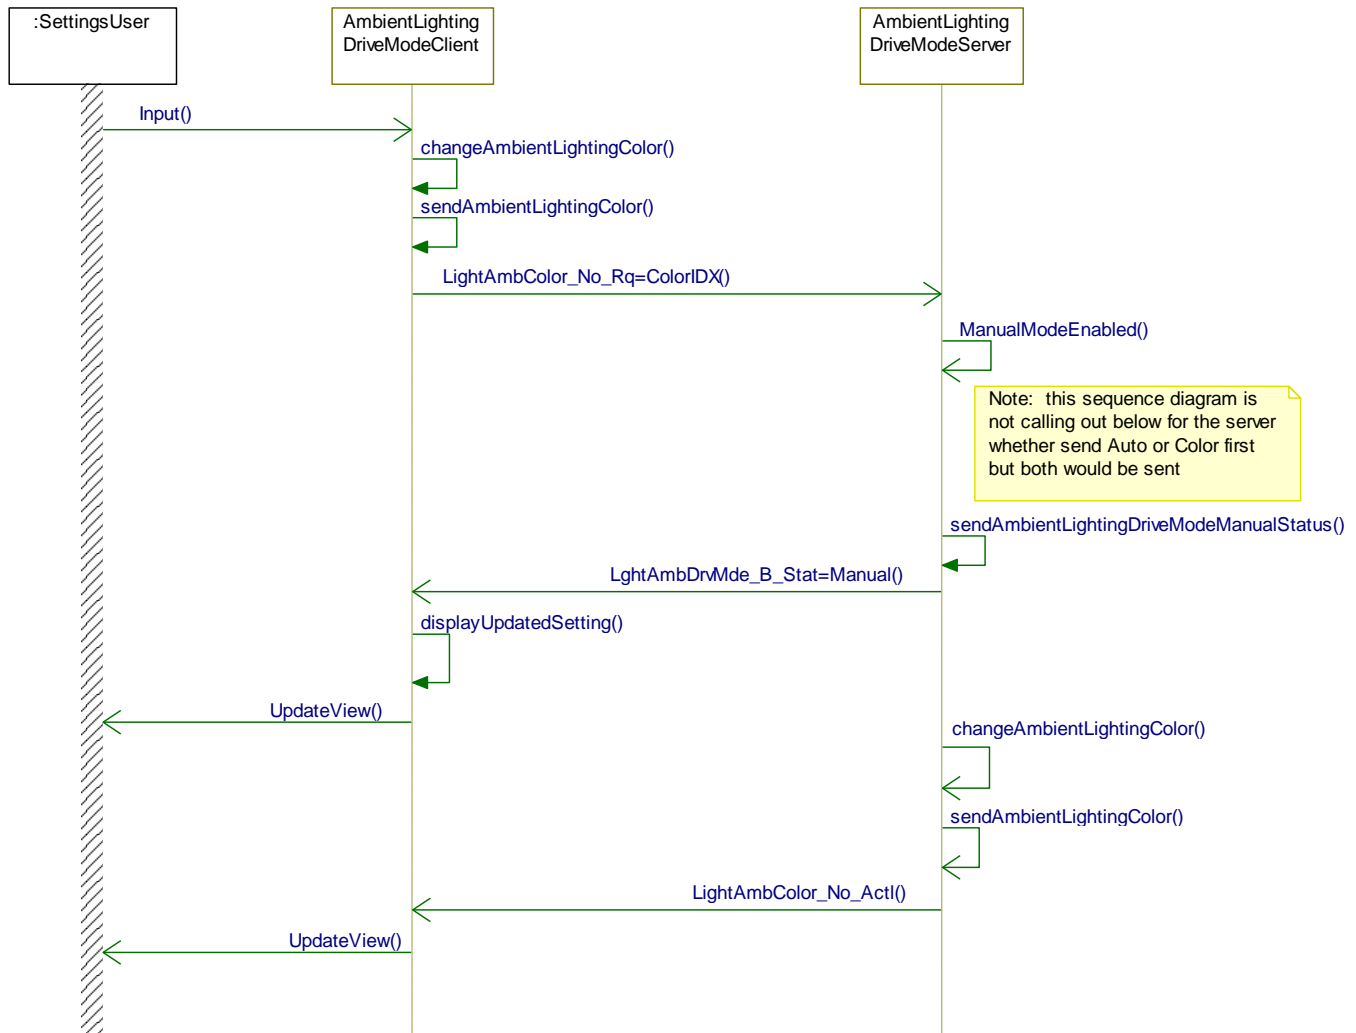 :SettingsUser
AmbientLighting
DriveModeClient
AmbientLighting
DriveModeServer
Input()
changeAmbientLightingColor()
sendAmbientLightingColor()
LightAmbColor_No_Rq=ColorIDX()
ManualModeEnabled()
Note: this sequence diagram is
not calling out below for the server
whether send Auto or Color first
but both would be sent
sendAmbientLightingDriveModeManualStatus()
LghtAmbDrvMde_B_Stat=Manual()
displayUpdatedSetting()
UpdateView()
changeAmbientLightingColor()
sendAmbientLightingColor()
LightAmbColor_No_Actl()
UpdateView()